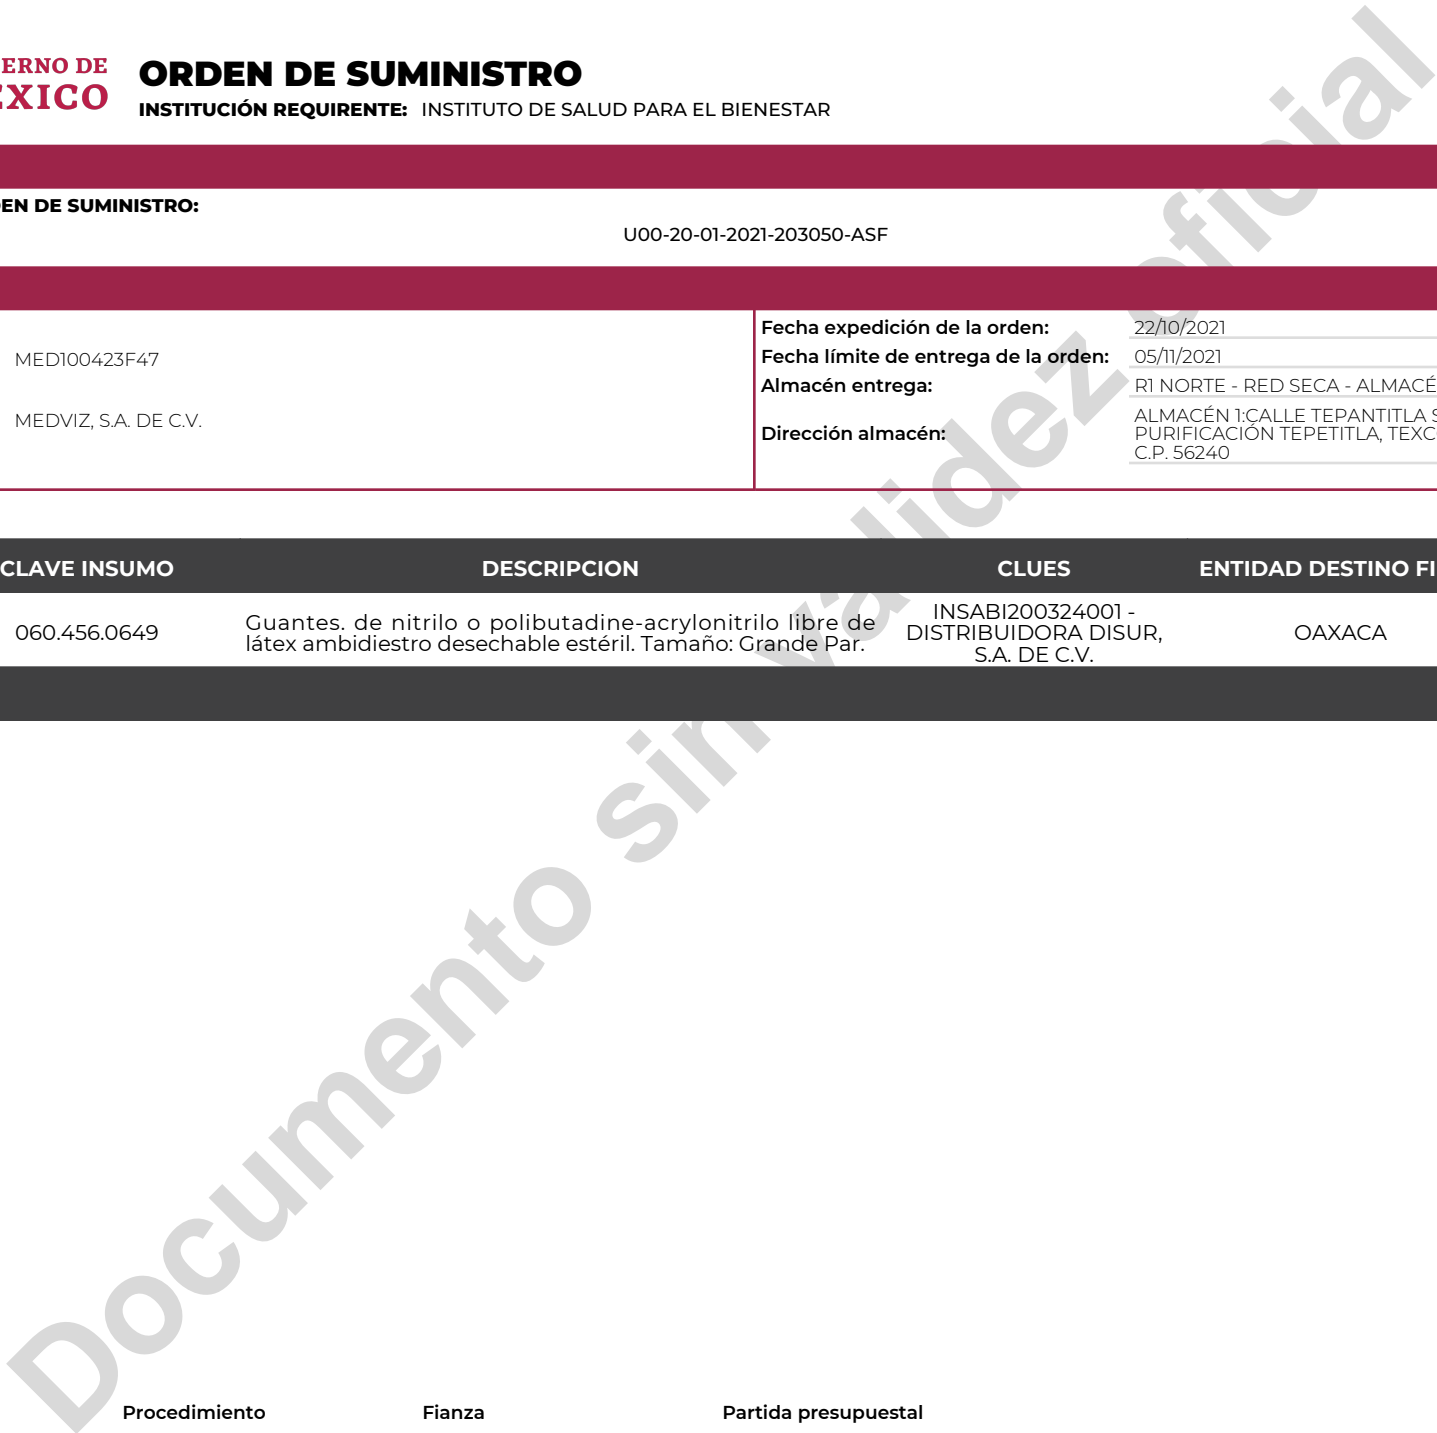 ERNO DE
ÉXICO
ORDEN DE SUMINISTRO
INSTITUCIÓN REQUIRENTE: INSTITUTO DE SALUD PARA EL BIENESTAR
EN DE SUMINISTRO:
U00-20-01-2021-203050-ASF
MED100423F47
MEDVIZ, S.A. DE C.V.
Fecha expedición de la orden: 22/10/2021
Fecha límite de entrega de la orden: 05/11/2021
Almacén entrega: R1 NORTE - RED SECA - ALMACÉ
Dirección almacén: ALMACÉN 1:CALLE TEPANTITLA S
PURIFICACIÓN TEPETITLA, TEXC
C.P. 56240
CLAVE INSUMO DESCRIPCION CLUES ENTIDAD DESTINO FI
060.456.0649
Guantes. de nitrilo o polibutadine-acrylonitrilo libre de
látex ambidiestro desechable estéril. Tamaño: Grande Par.
INSABI200324001 -
DISTRIBUIDORA DISUR,
S.A. DE C.V.
OAXACA
Documento sin validez oficial
Procedimiento Fianza Partida presupuestal